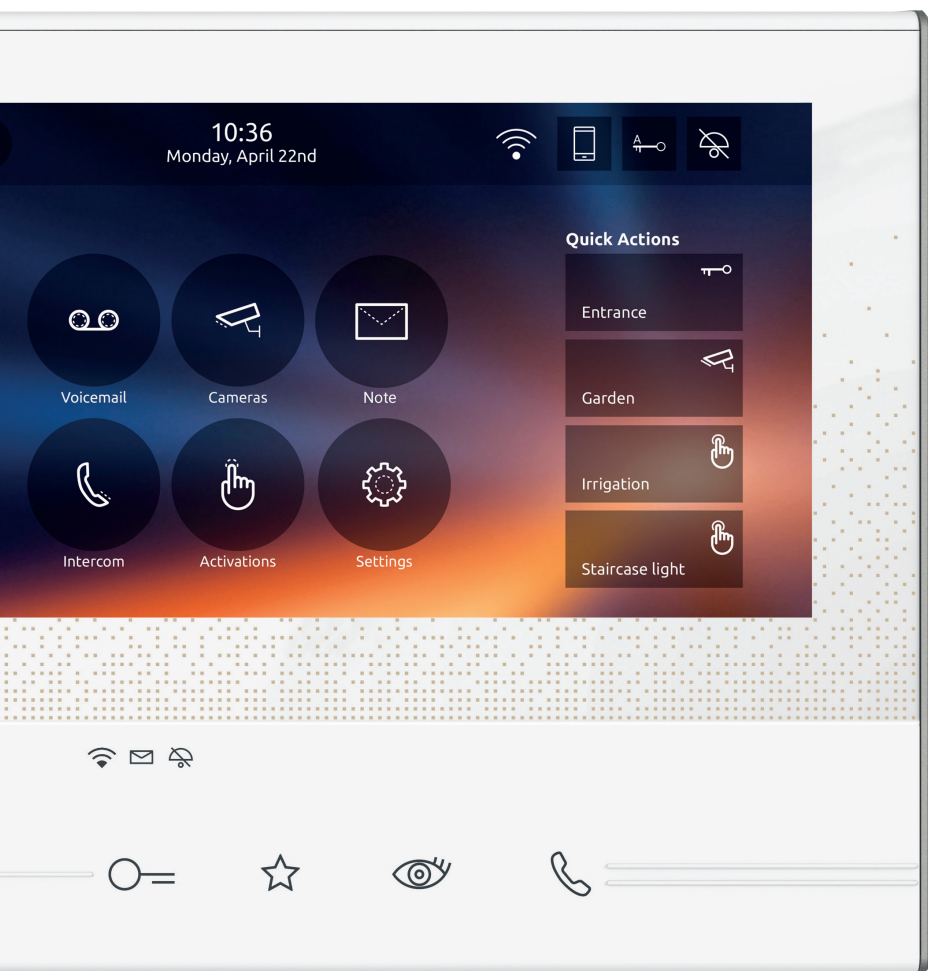 10:36
Monday, April 22nd
A
Quick Actions
Entrance
Voicemail
Cameras
Note
Garden
Irrigation
Intercom
Activations
Settings
Staircase light